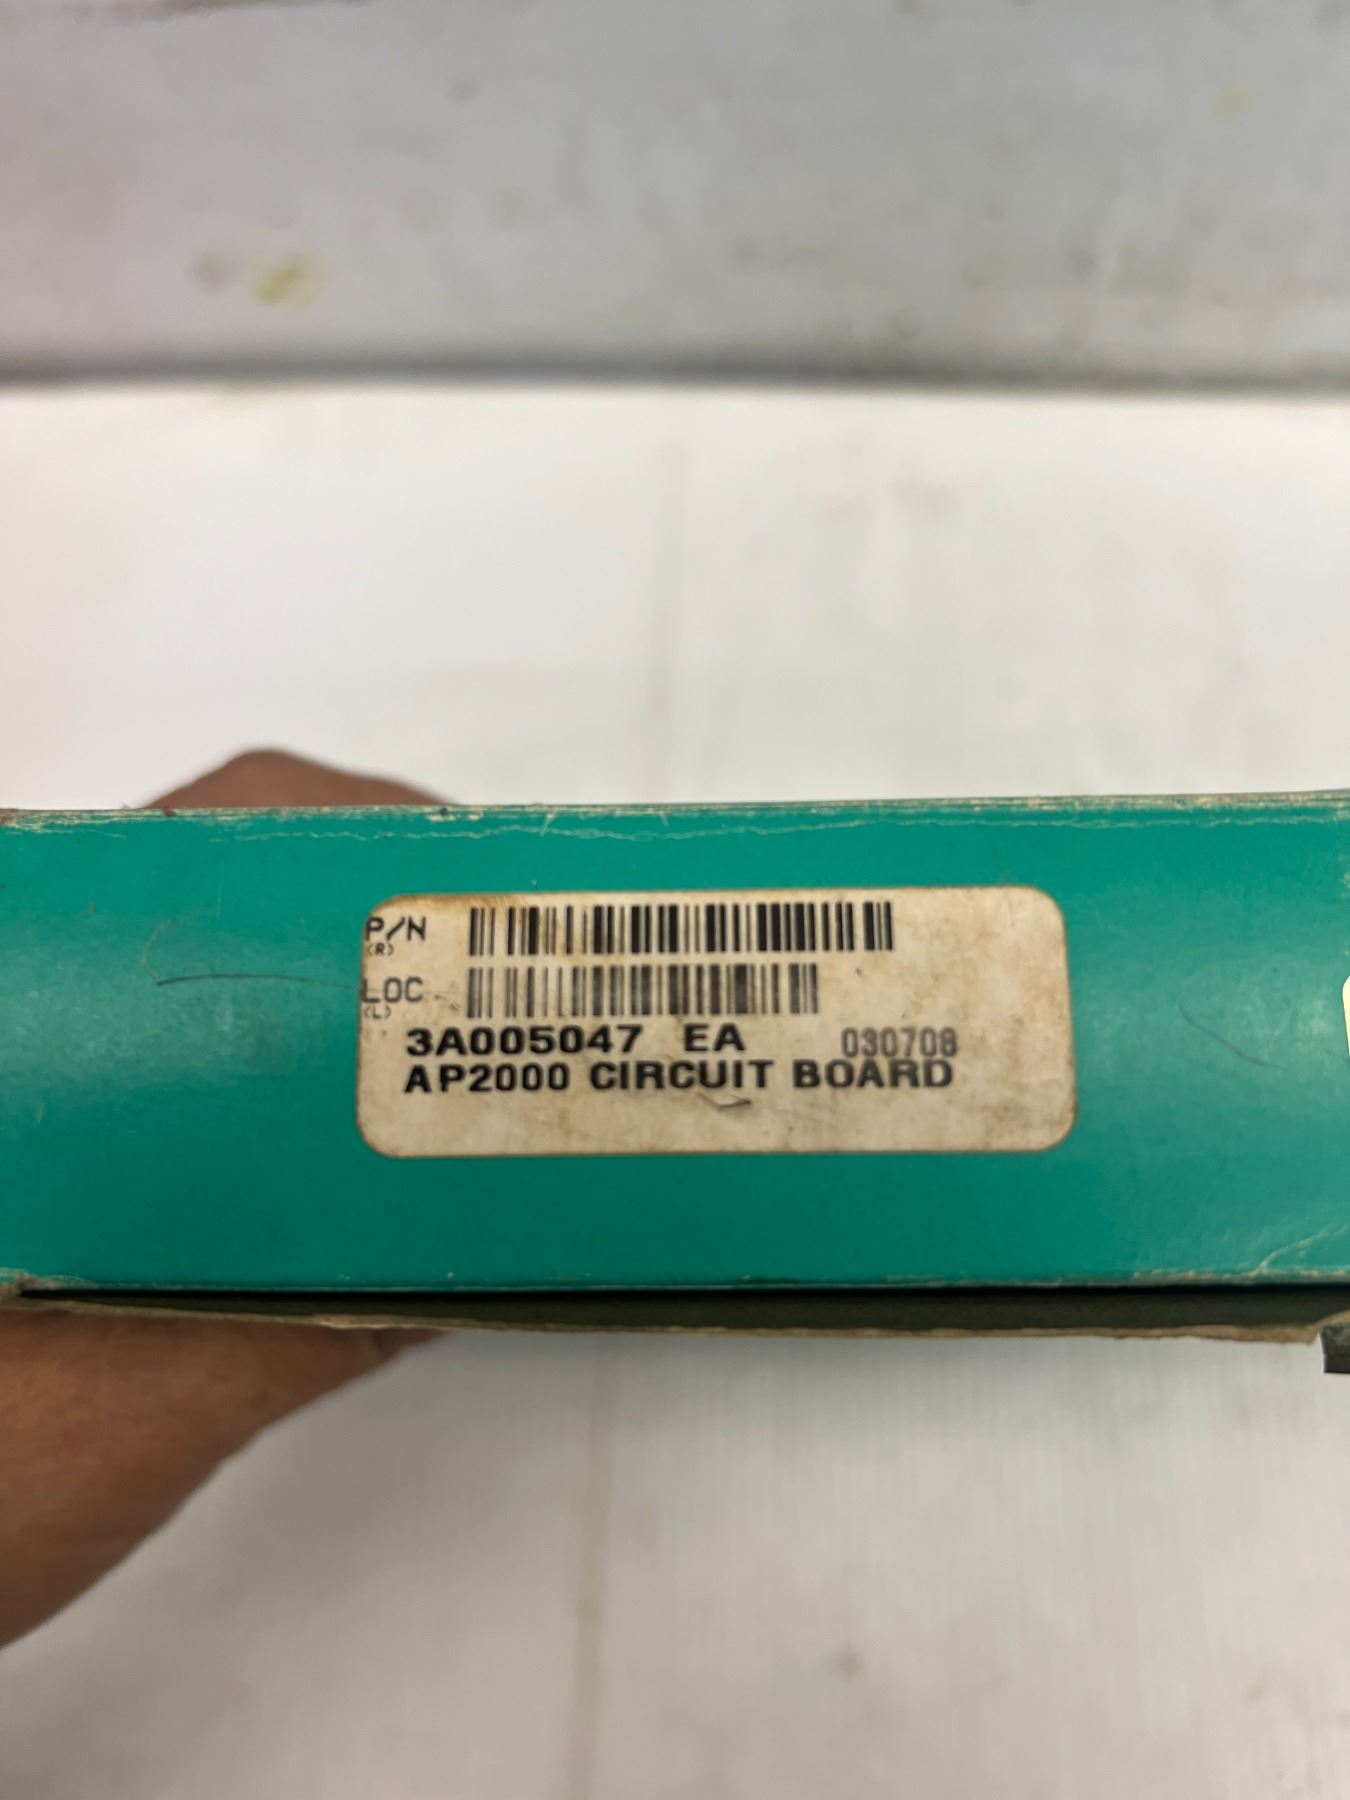 P/N
(R)
LOC
(L)
3A005047 EA 030708
AP2000 CIRCUIT BOARD